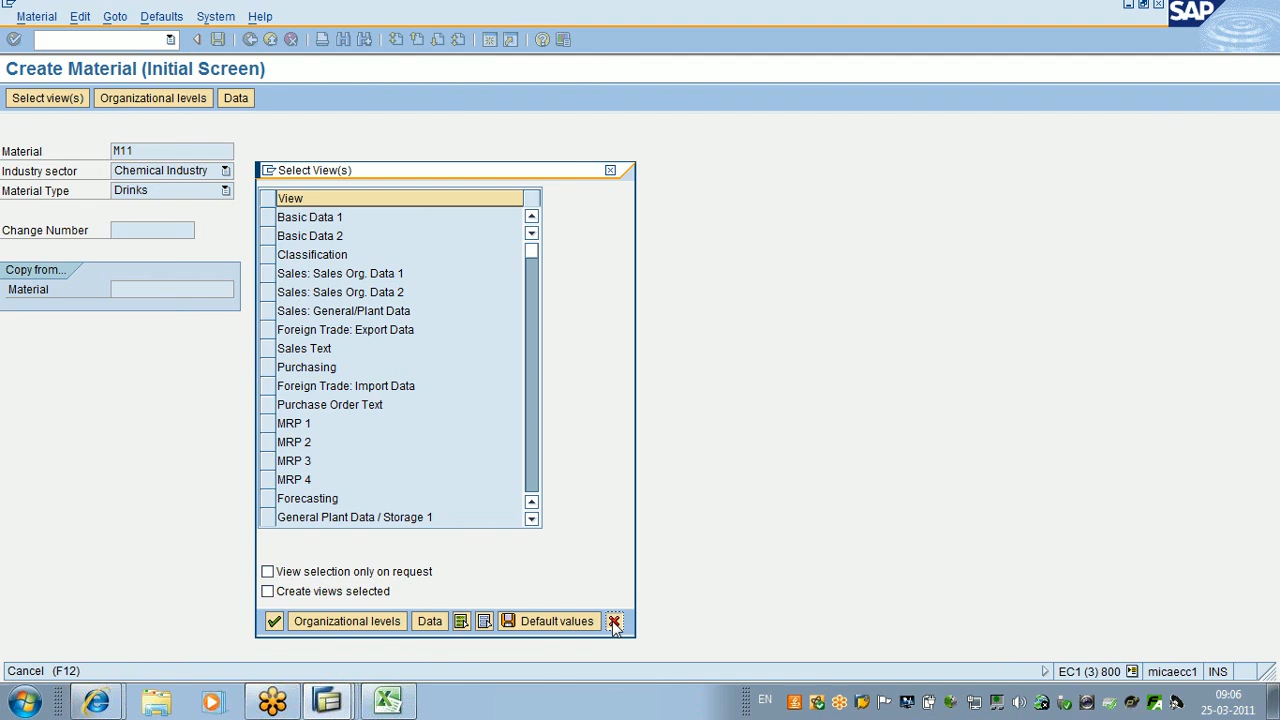 Material Edit Goto Defaults System Help
SAP
Create Material (Initial Screen)
Select view(s) Organizational levels Data
Material M11
Industry sector Chemical Industry
Material Type Drinks
Change Number
Copy from...
Material
Select View(s)
View
Basic Data 1
Basic Data 2
Classification
Sales: Sales Org. Data 1
Sales: Sales Org. Data 2
Sales: General/Plant Data
Foreign Trade: Export Data
Sales Text
Purchasing
Foreign Trade: Import Data
Purchase Order Text
MRP 1
MRP 2
MRP 3
MRP 4
Forecasting
General Plant Data / Storage 1
View selection only on request
Create views selected
Organizational levels Data Default values
Cancel (F12) EC1 (3) 800 micaecc1 INS
EN 09:06
25-03-2011